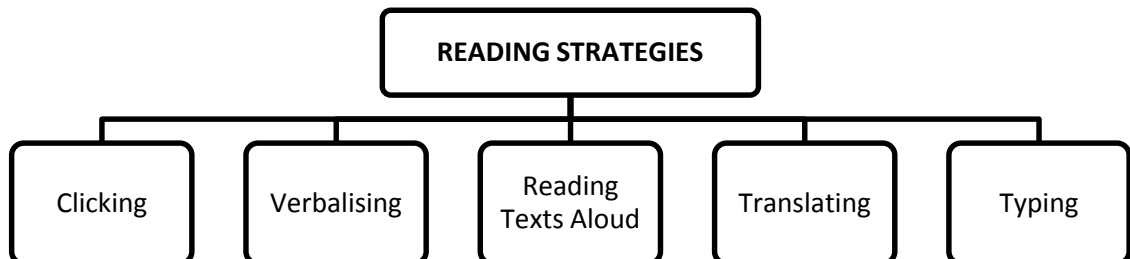 READING STRATEGIES
Clicking
Verbalising
Reading
Texts Aloud
Translating
Typing